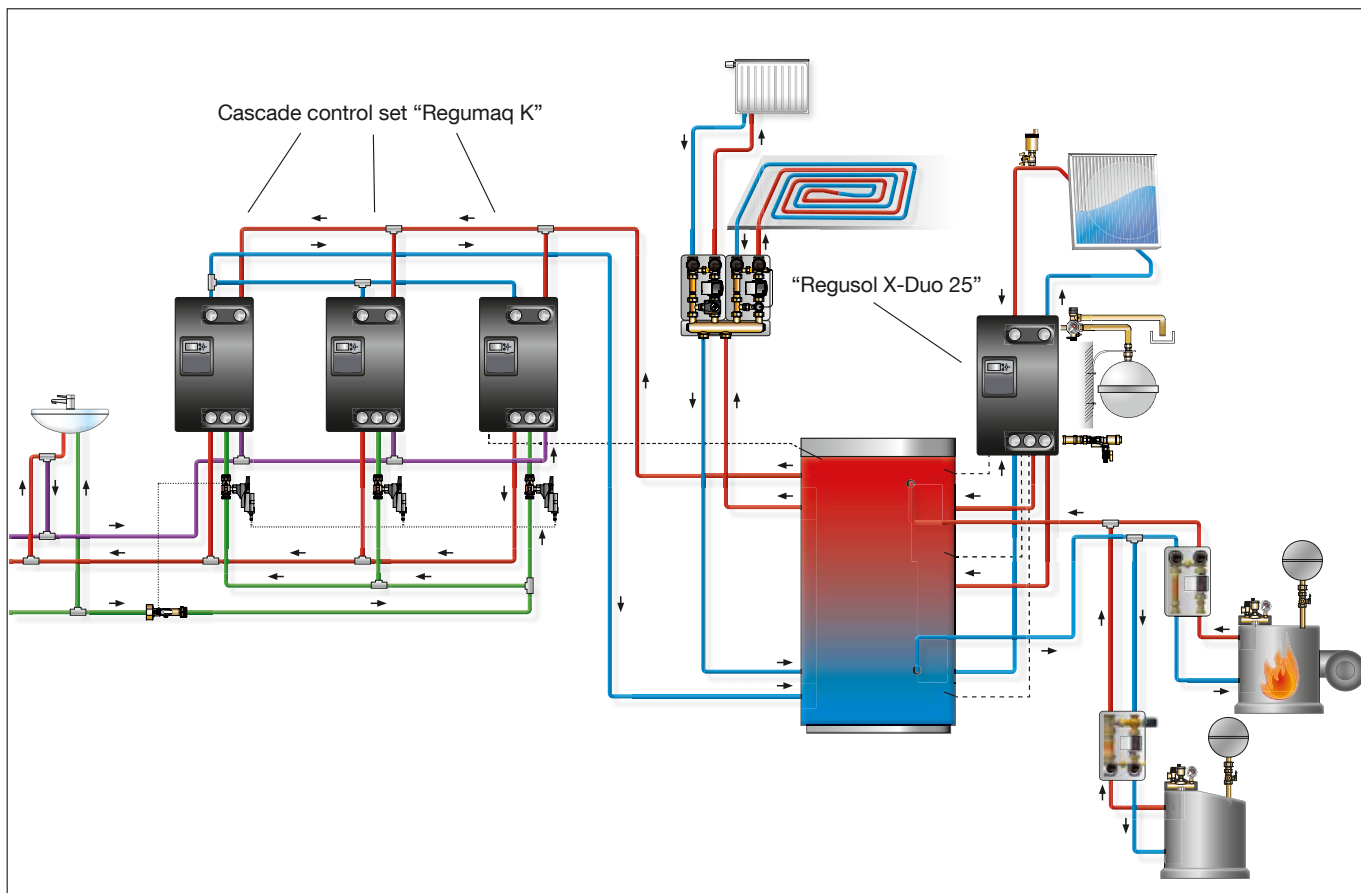 Cascade control set “Regumaq K”
“Regusol X-Duo 25”